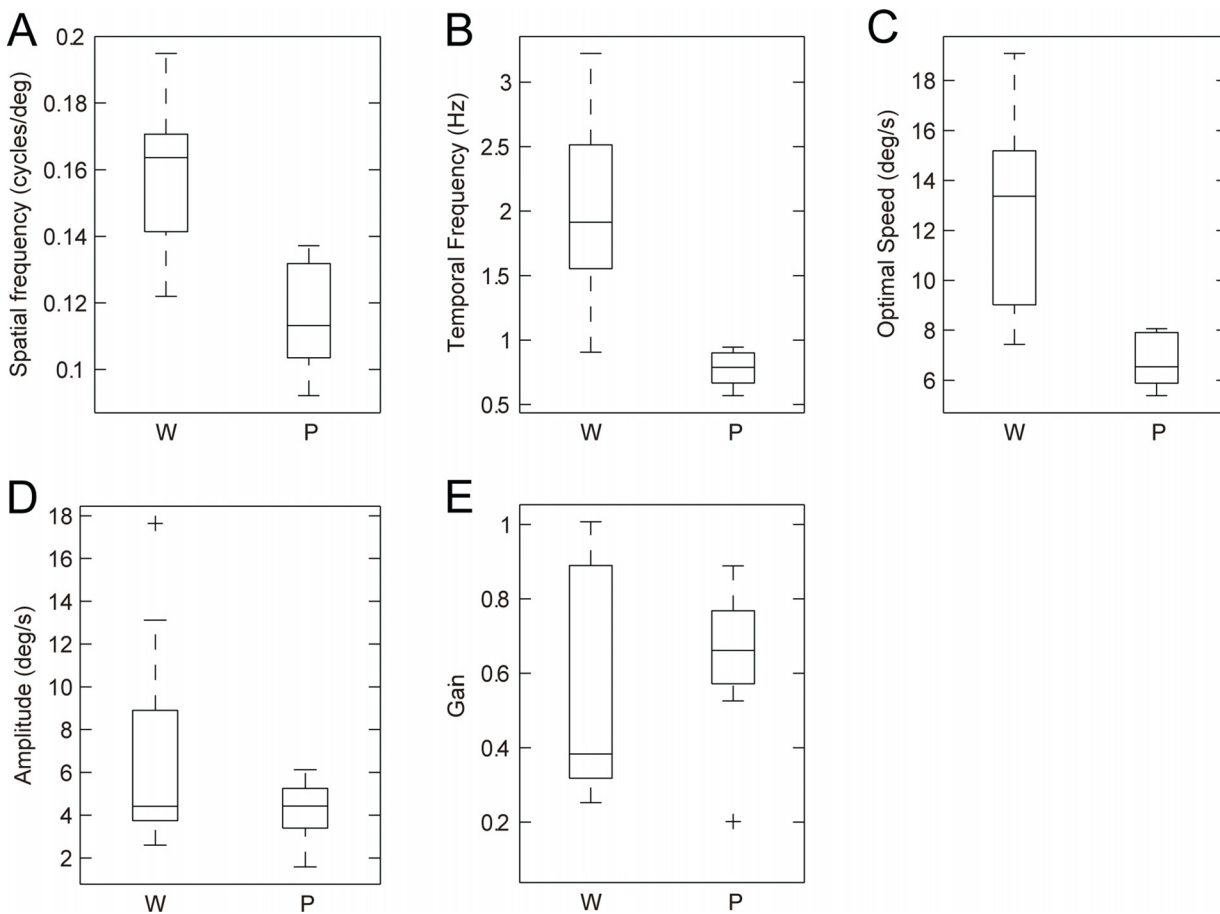 A
Spatial frequency (cycles/deg)
0.2
0.18
0.16
0.14
0.12
0.1
W P
B
Temporal Frequency (Hz)
3
2.5
2
1.5
1
0.5
W P
C
Optimal Speed (deg/s)
18
16
14
12
10
8
6
W P
D
Amplitude (deg/s)
18
16
14
12
10
8
6
4
2
W P
E
Gain
1
0.8
0.6
0.4
0.2
W P